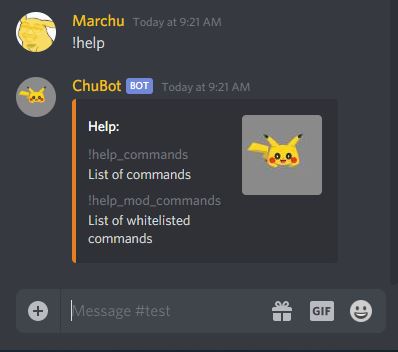 Marchu Today at 9:21 AM
!help
ChuBot BOT Today at 9:21 AM
Help:
!help_commands
List of commands
!help_mod_commands
List of whitelisted
commands
Message #test
GIF